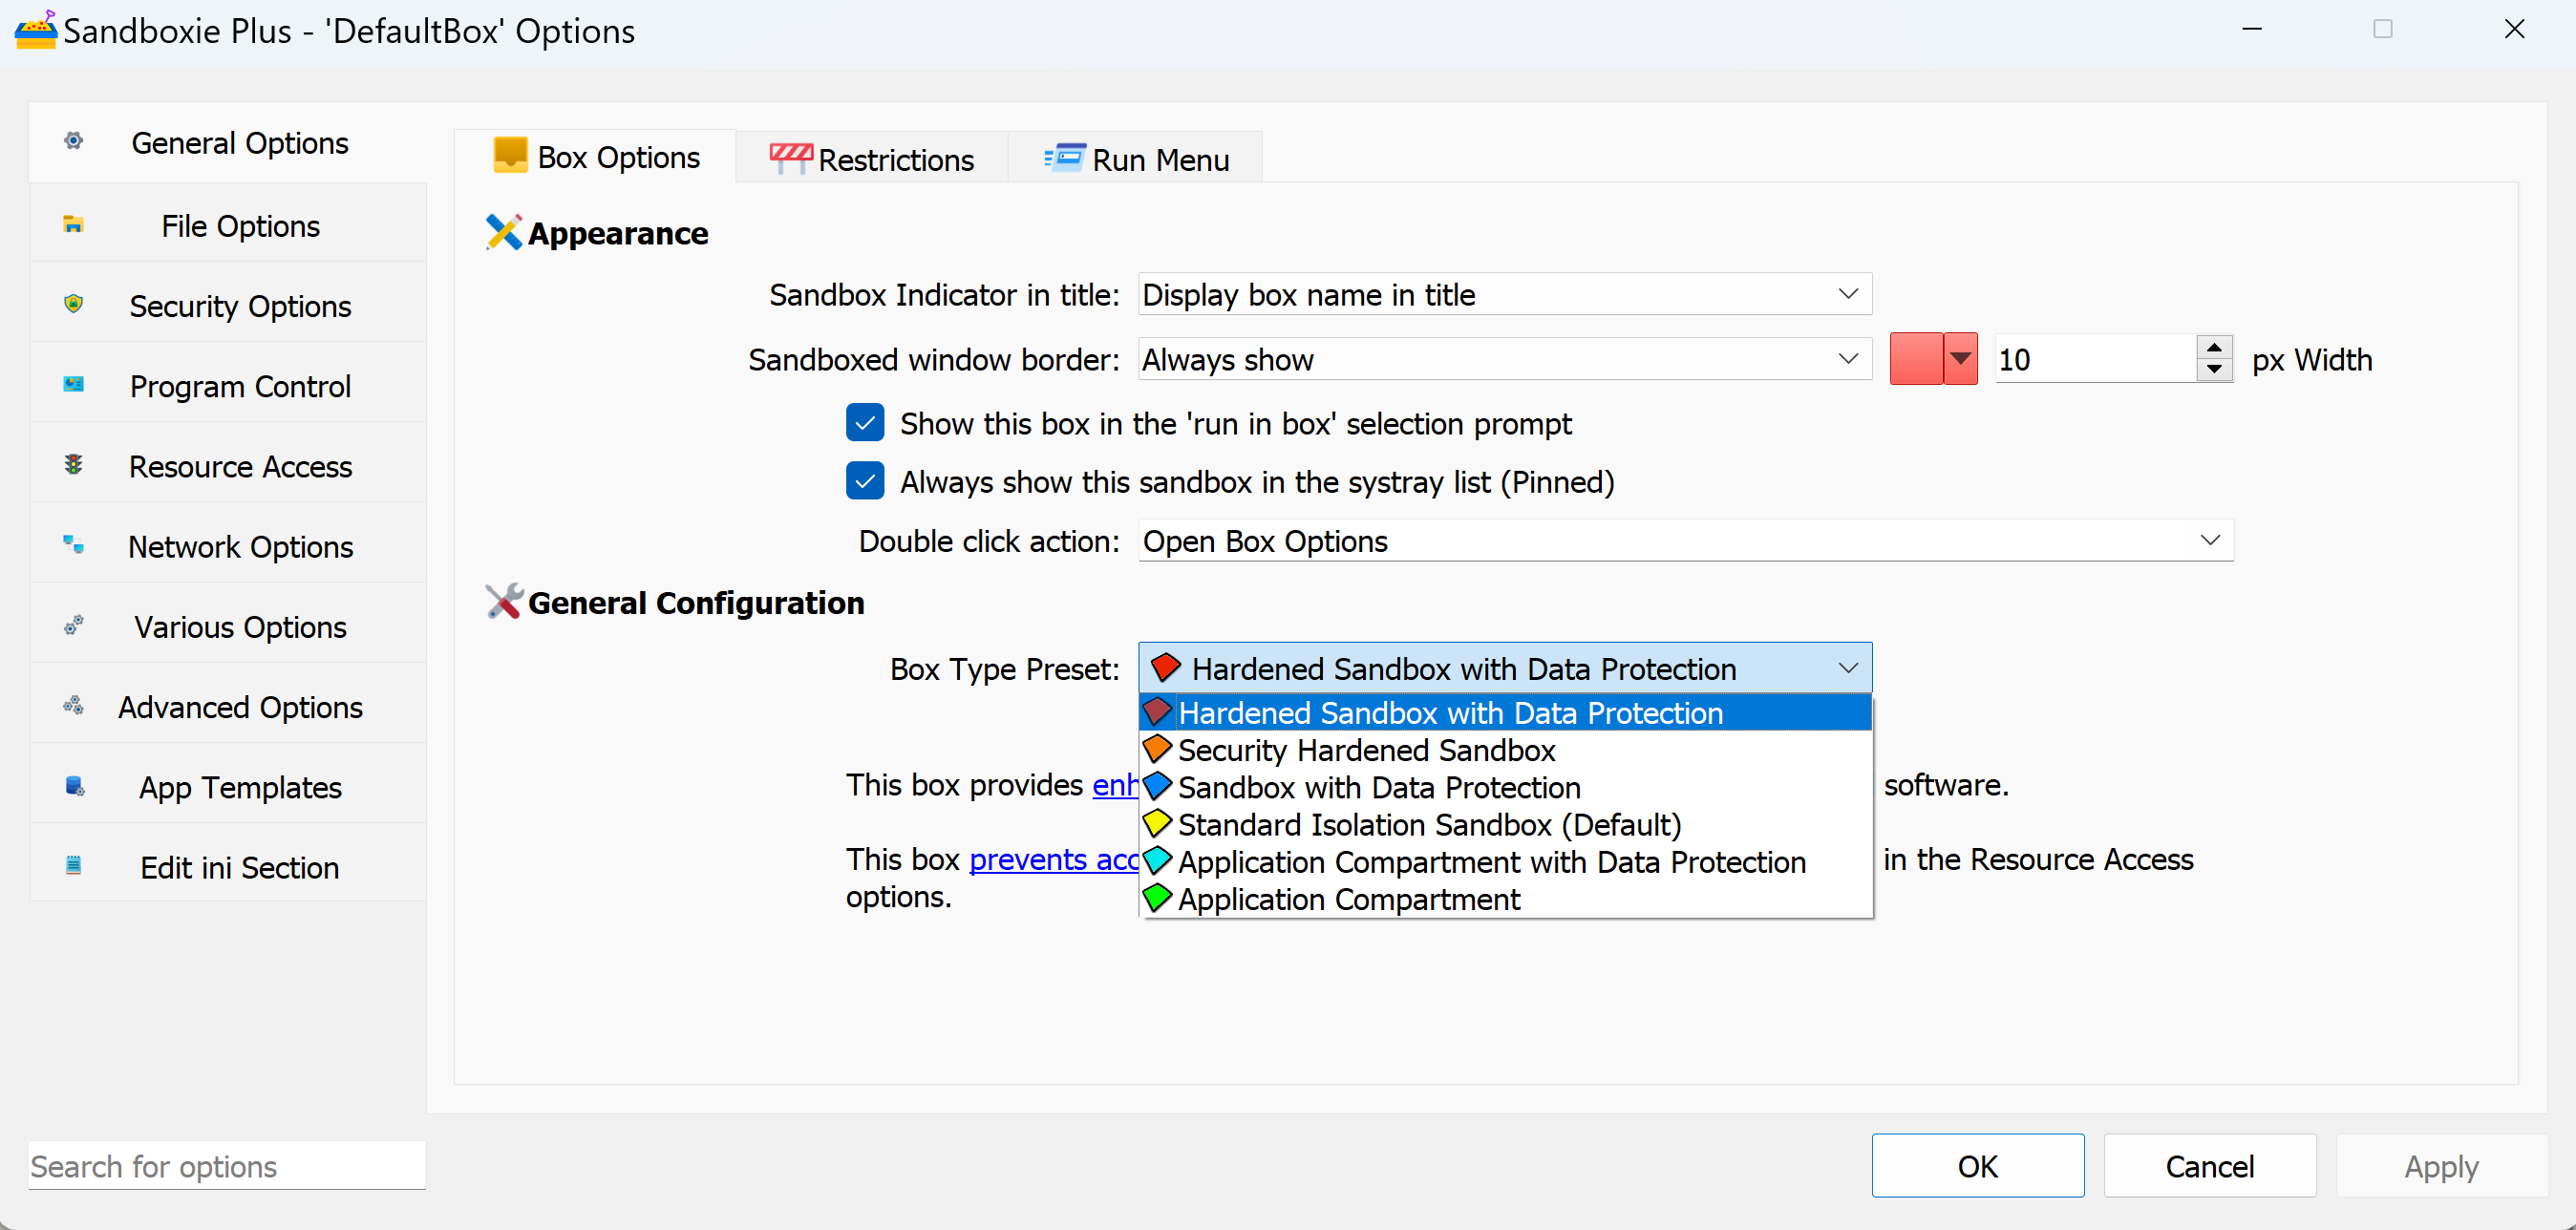 Sandboxie Plus - 'DefaultBox' Options
General Options
File Options
Security Options
Program Control
Resource Access
Network Options
Various Options
Advanced Options
App Templates
Edit ini Section
Search for options
Box Options
Restrictions
Run Menu
Appearance
Sandbox Indicator in title: Display box name in title
Sandboxed window border: Always show 10 px Width
Show this box in the 'run in box' selection prompt
Always show this sandbox in the systray list (Pinned)
Double click action: Open Box Options
General Configuration
Box Type Preset: Hardened Sandbox with Data Protection
Hardened Sandbox with Data Protection
Security Hardened Sandbox
Sandbox with Data Protection
Standard Isolation Sandbox (Default)
Application Compartment with Data Protection
Application Compartment
This box provides software.
This box prevents in the Resource Access
options.
OK
Cancel
Apply